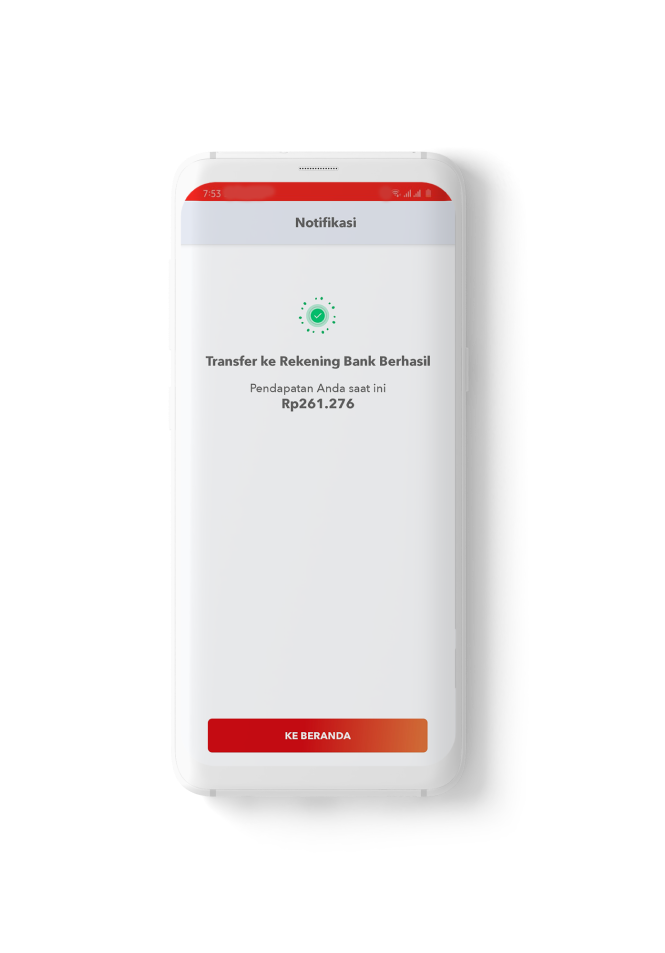 7:53
Notifikasi
Transfer ke Rekening Bank Berhasil
Pendapatan Anda saat ini
Rp261.276
KE BERANDA